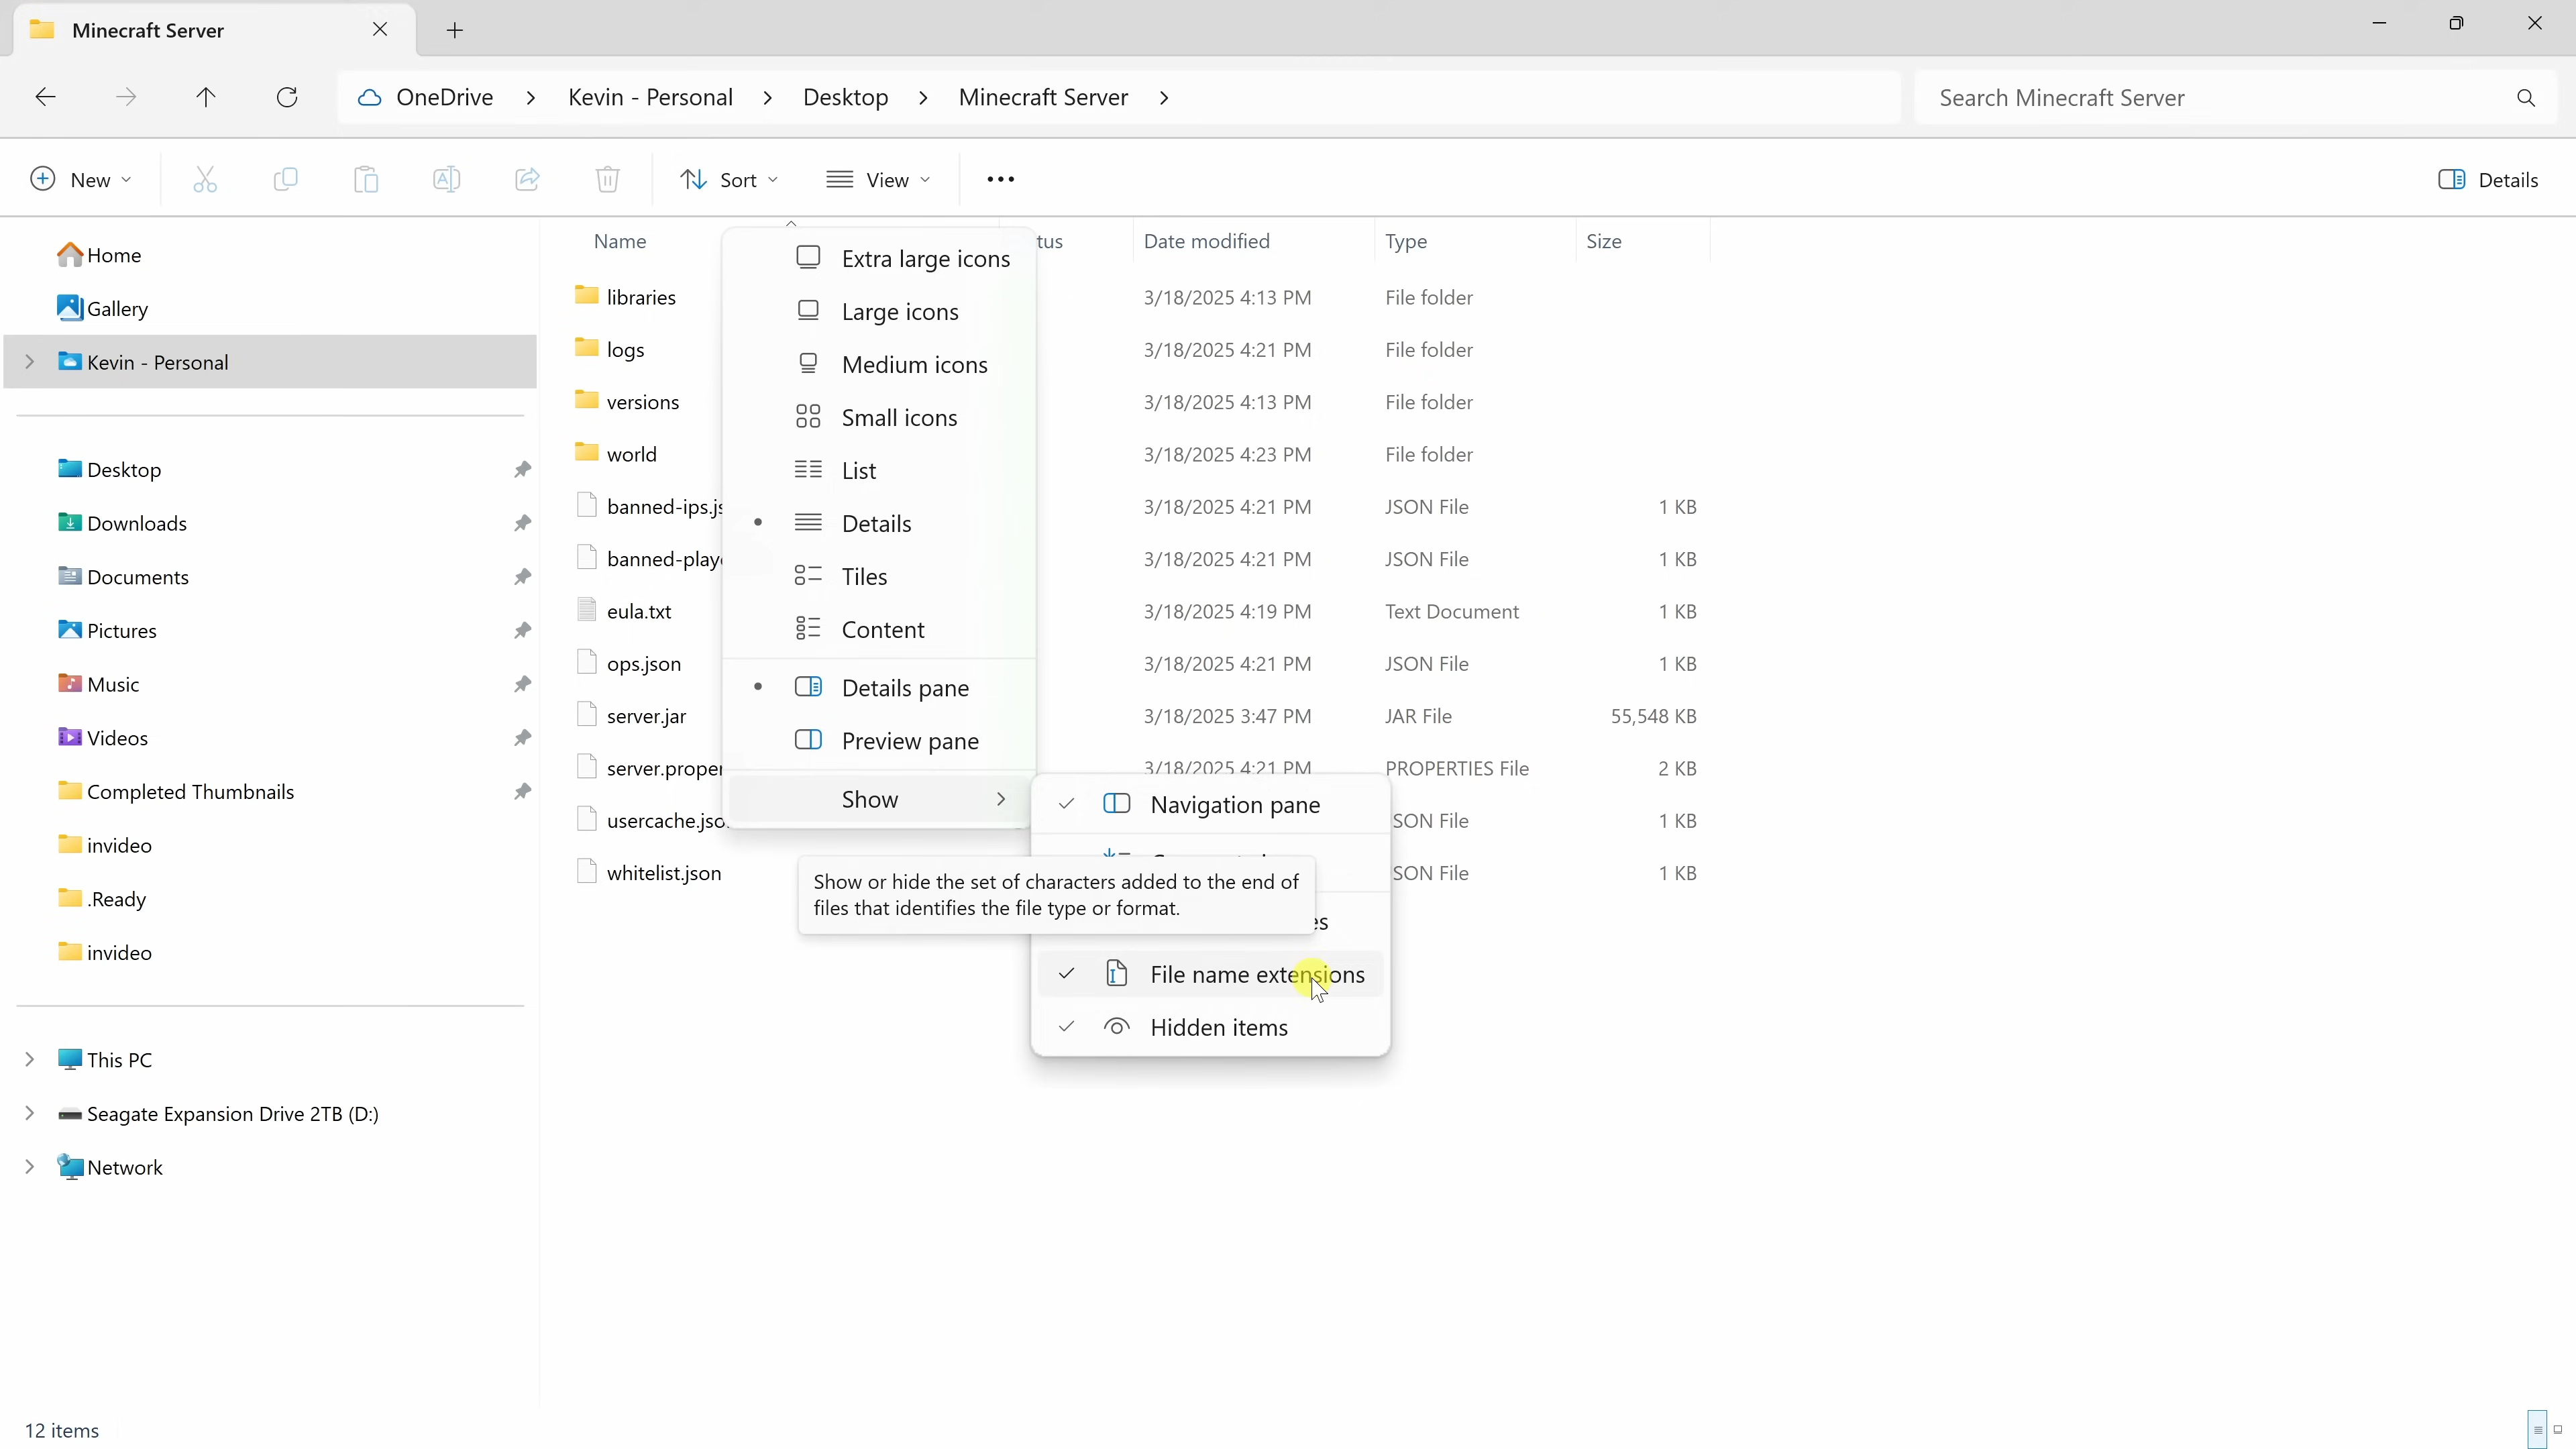 Minecraft Server
OneDrive Kevin - Personal Desktop Minecraft Server
Search Minecraft Server
New Sort View Details
Home
Gallery
Kevin - Personal
Desktop
Downloads
Documents
Pictures
Music
Videos
Completed Thumbnails
invideo
.Ready
invideo
This PC
Seagate Expansion Drive 2TB (D:)
Network
Name tus Date modified Type Size
libraries 3/18/2025 4:13 PM File folder
logs 3/18/2025 4:21 PM File folder
versions 3/18/2025 4:13 PM File folder
world 3/18/2025 4:23 PM File folder
banned-ips.js 3/18/2025 4:21 PM JSON File 1 KB
banned-play 3/18/2025 4:21 PM JSON File 1 KB
eula.txt 3/18/2025 4:19 PM Text Document 1 KB
ops.json 3/18/2025 4:21 PM JSON File 1 KB
server.jar 3/18/2025 3:47 PM JAR File 55,548 KB
server.proper 3/18/2025 4:21 PM PROPERTIES File 2 KB
usercache.jso SON File 1 KB
whitelist.json SON File 1 KB
Extra large icons
Large icons
Medium icons
Small icons
List
Details
Tiles
Content
Details pane
Preview pane
Show
Navigation pane
Show or hide the set of characters added to the end of
files that identifies the file type or format.
es
File name extensions
Hidden items
12 items